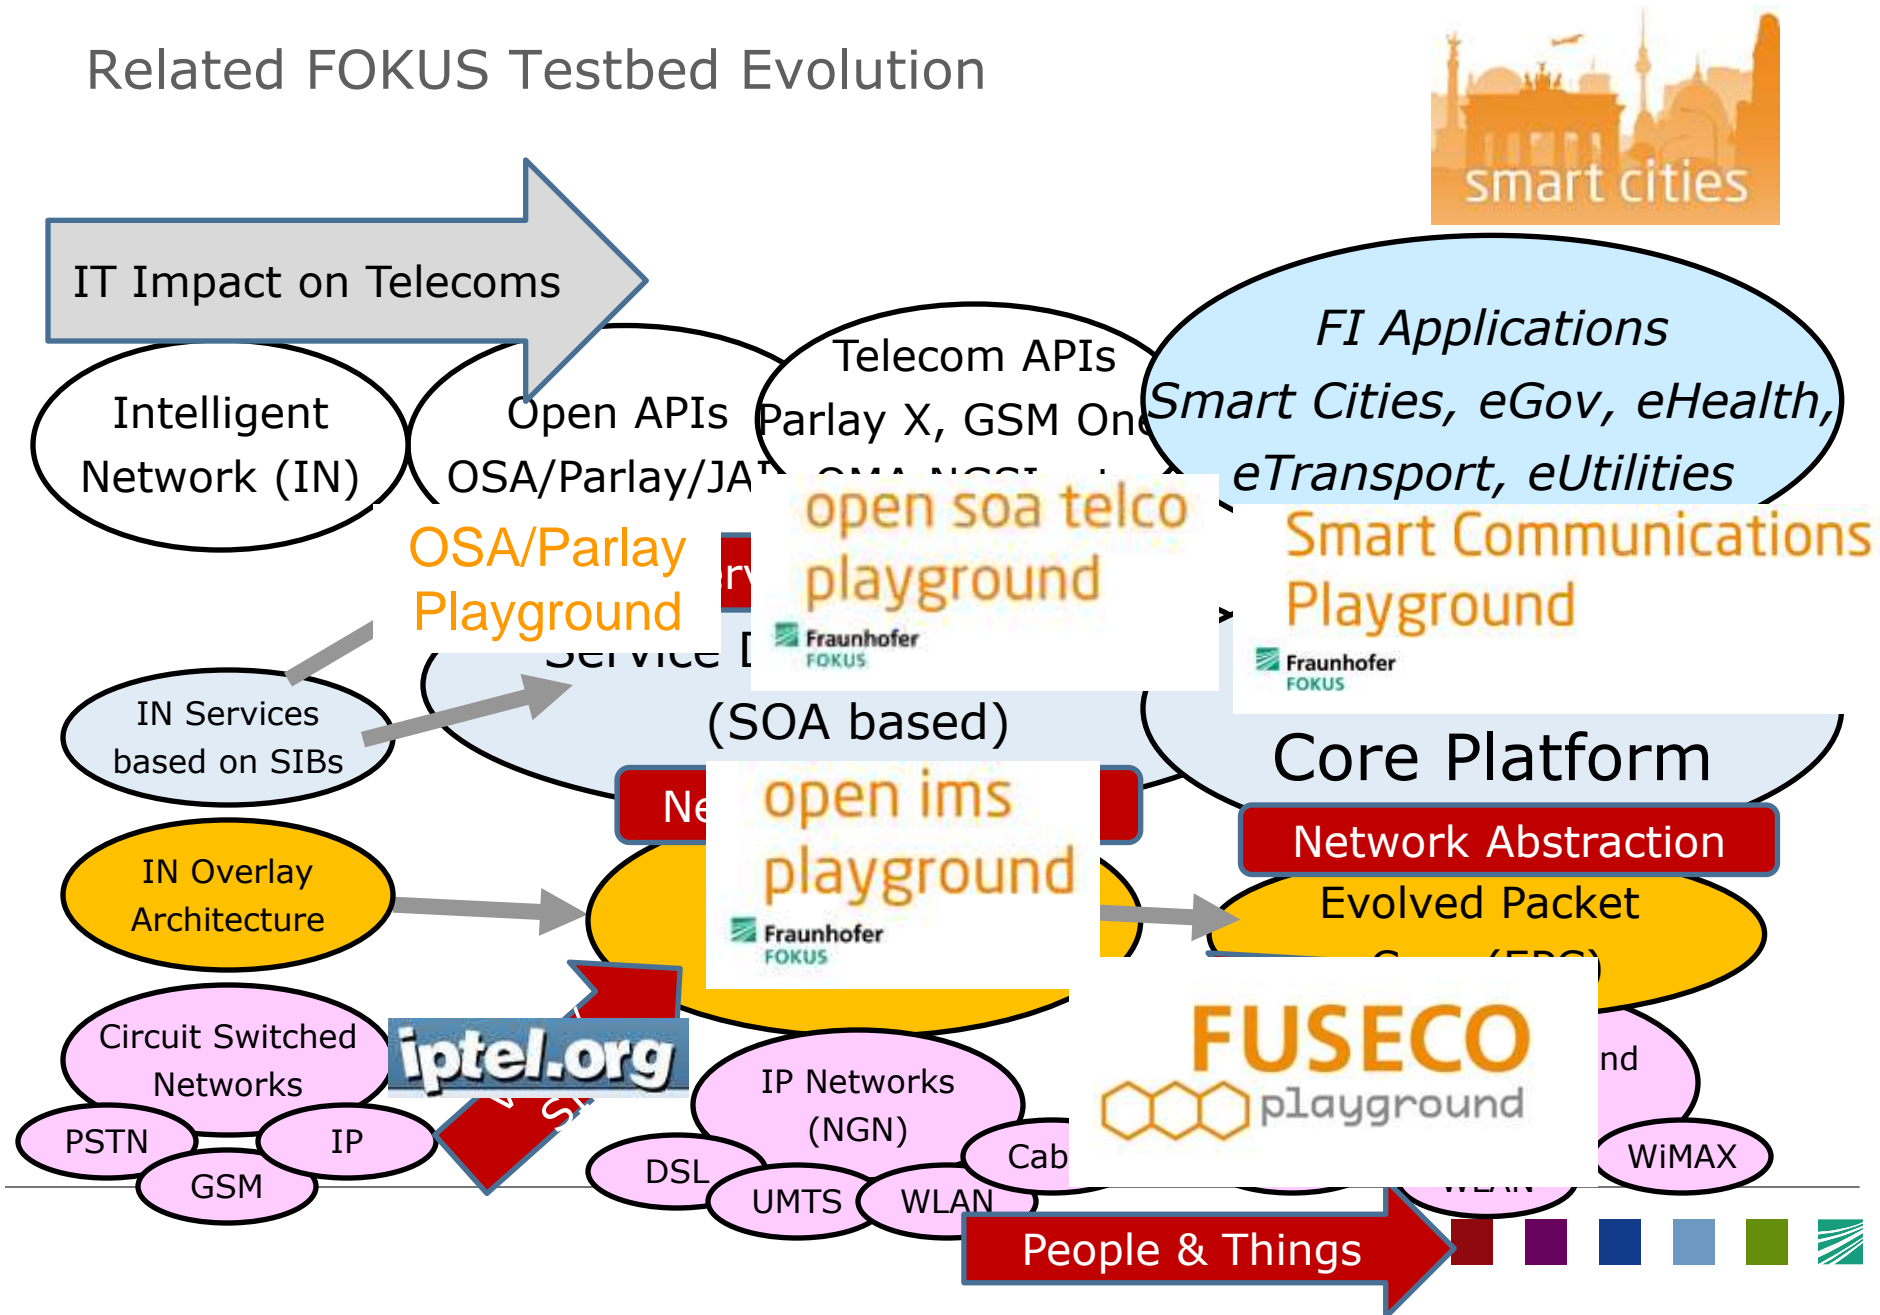 Related FOKUS Testbed Evolution
smart cities
IT Impact on Telecoms
Intelligent
Network (IN)
Open APIs
OSA/Parlay/JAI
Telecom APIs
Parlay X, GSM One
FI Applications
Smart Cities, eGov, eHealth,
eTransport, eUtilities
OSA/Parlay
Playground
open soa telco
playground
Fraunhofer
FOKUS
Smart Communications
Playground
Fraunhofer
FOKUS
IN Services
based on SIBs
Service
(SOA based)
Core Platform
open ims
playground
Fraunhofer
FOKUS
Network Abstraction
IN Overlay
Architecture
Evolved Packet
Circuit Switched
Networks
PSTN
GSM
IP
iptel.org
IP Networks
(NGN)
DSL
UMTS
WLAN
Cab
FUSECO
playground
nd
WLAN
WiMAX
People & Things